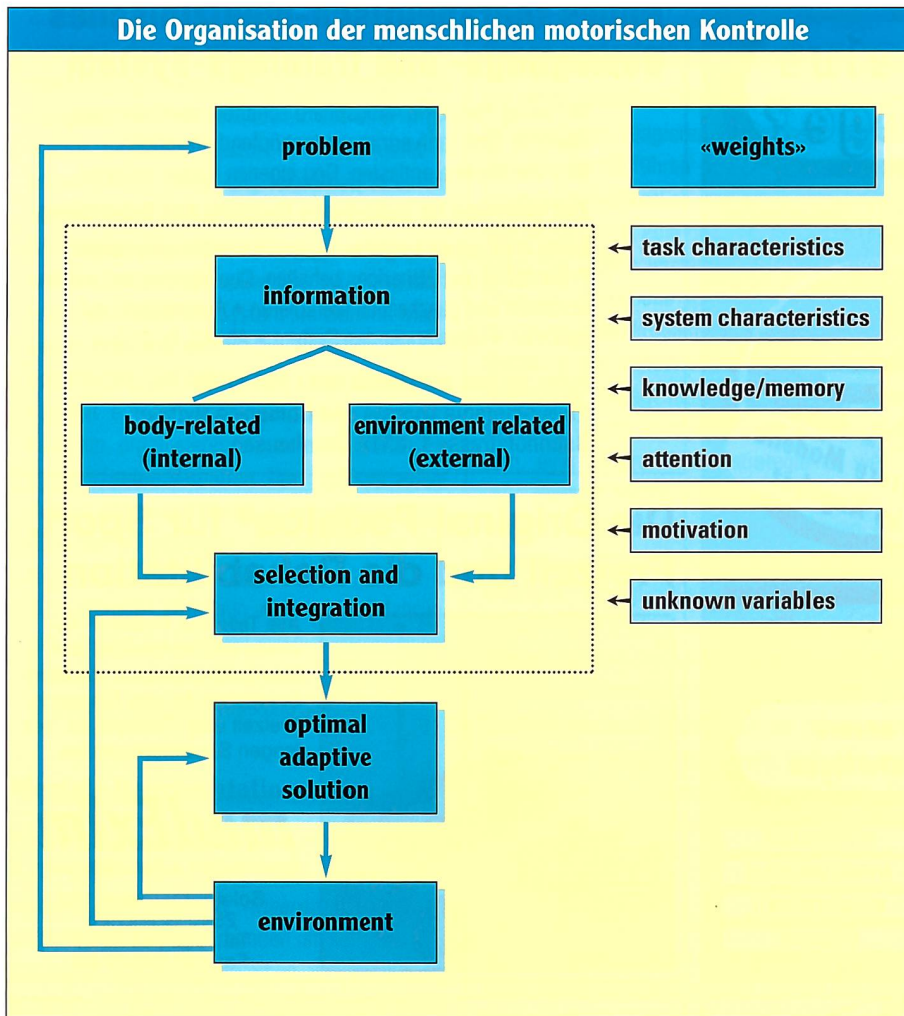 Die Organisation der menschlichen motorischen Kontrolle
problem
«weights»
information
body-related
(internal)
environment related
(external)
selection and
integration
optimal
adaptive
solution
environment
task characteristics
system characteristics
knowledge/memory
attention
motivation
unknown variables